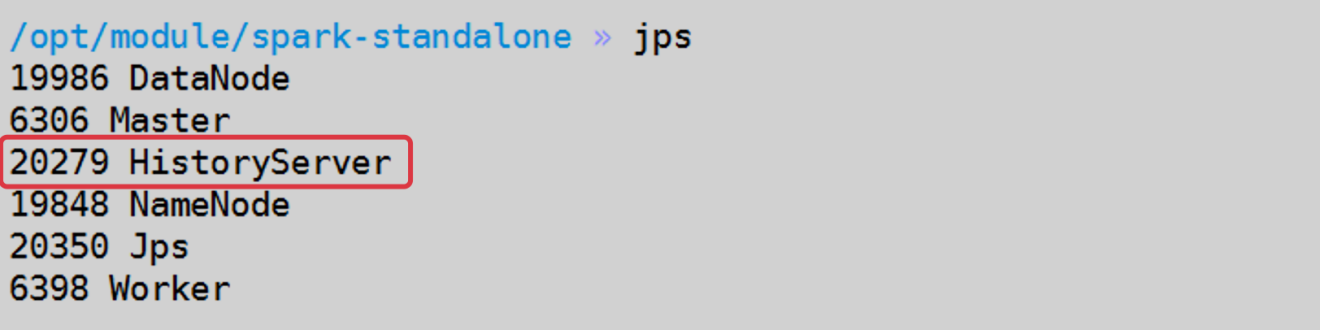 /opt/module/spark-standalone » jps
19986 DataNode
6306 Master
20279 HistoryServer
19848 NameNode
20350 Jps
6398 Worker